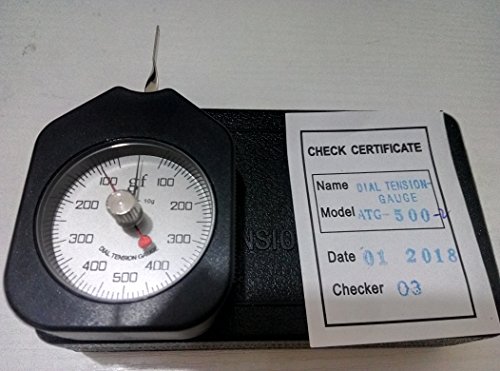 gf
100 100
10g
200 200
300 300
DIAL TENSION GAUGE
400 400
500
CHECK CERTIFICATE
Name DIAL TENSION
GAUGE
Model ATG-500-2
Date 01 2018
Checker 03